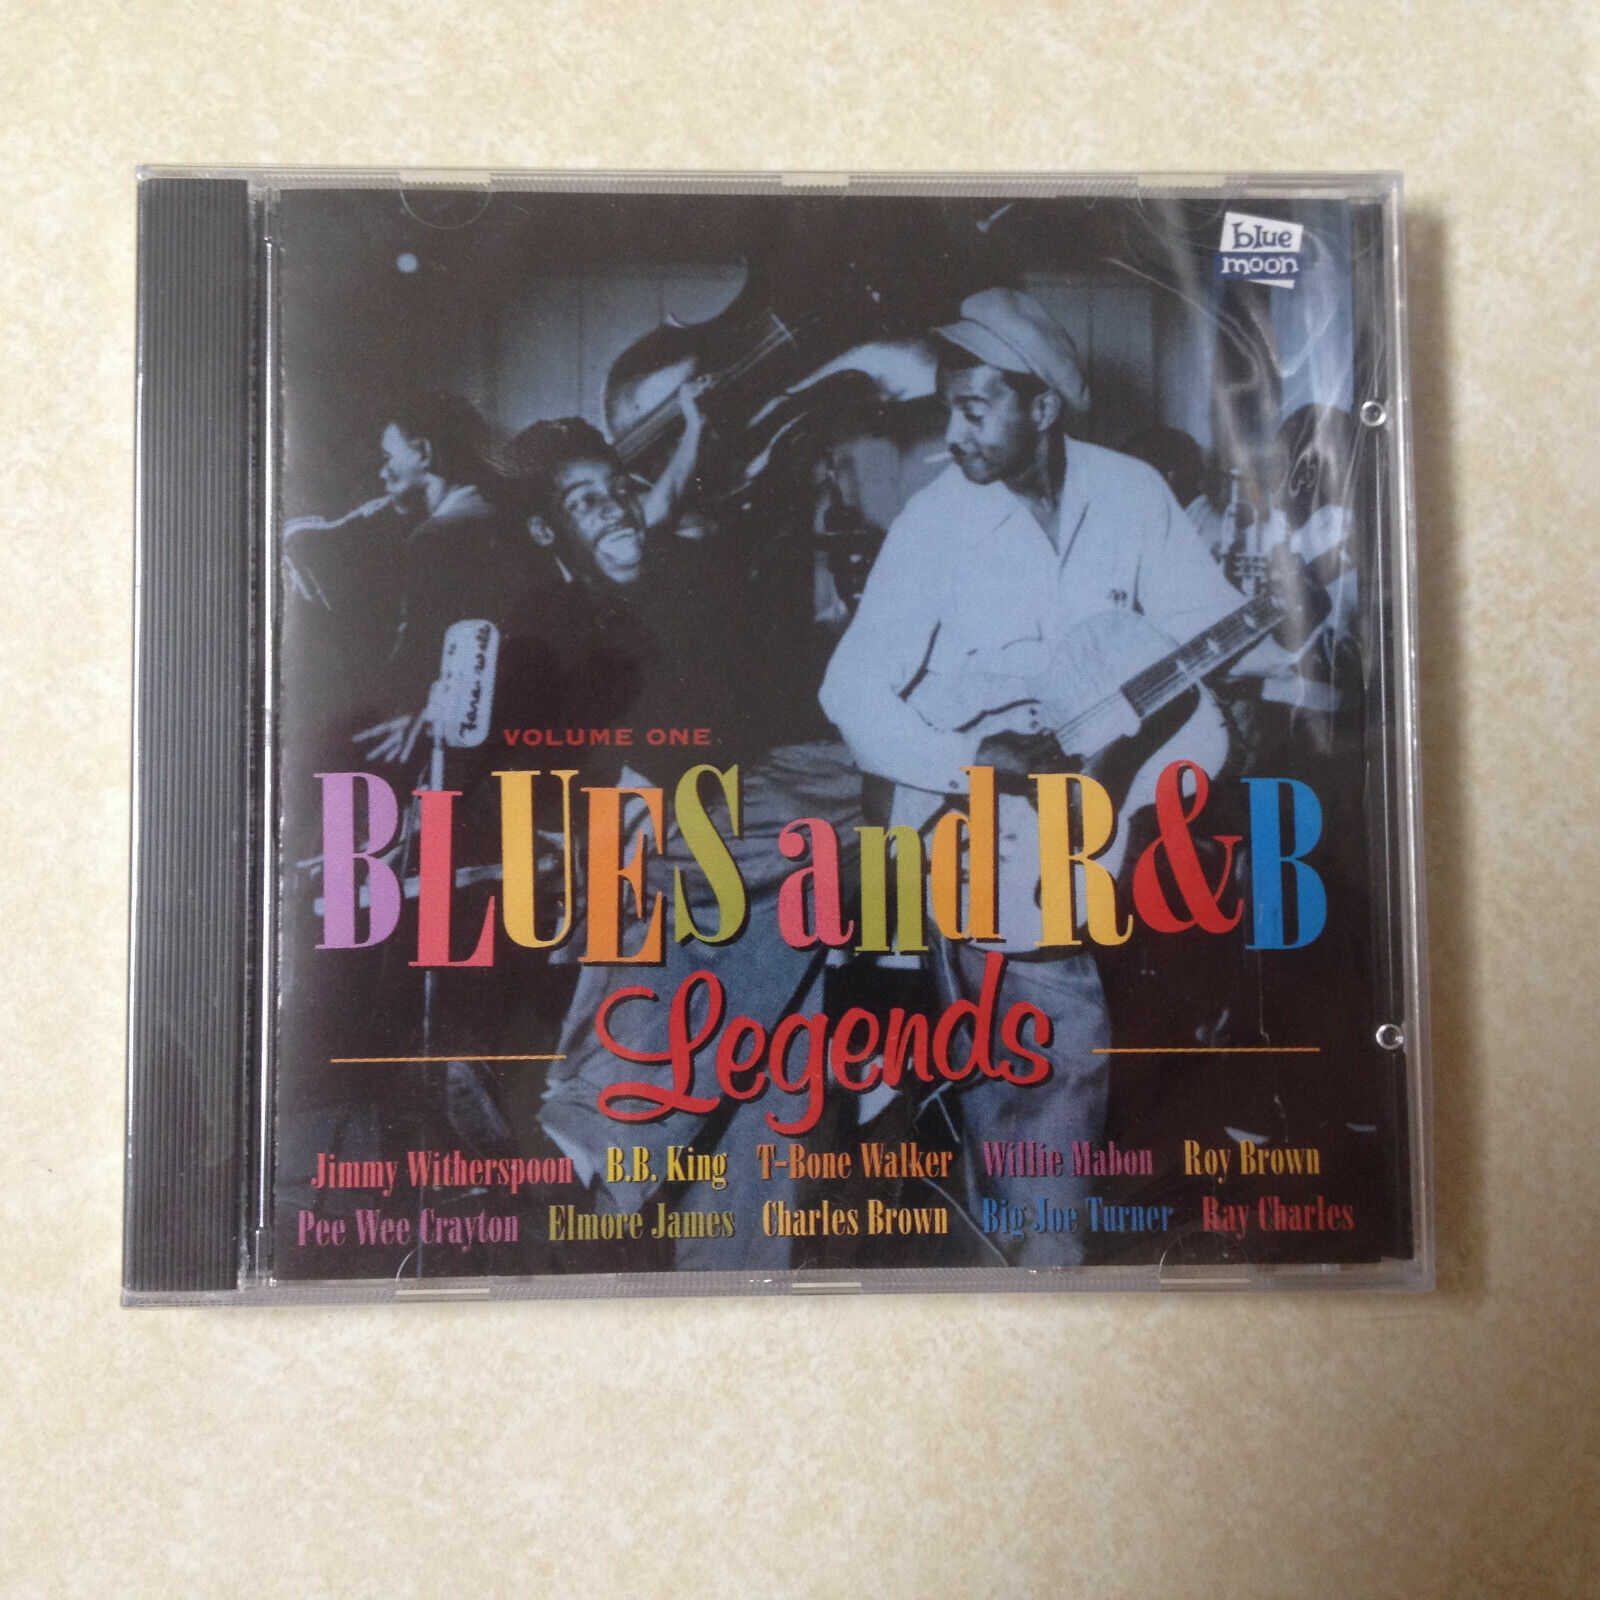 blue
moon
VOLUME ONE
BLUES and R&B
Legends
Jimmy Witherspoon B.B. King T-Bone Walker Willie Mabon Roy Brown
Pee Wee Crayton Elmore James Charles Brown Big Joe Turner Ray Charles